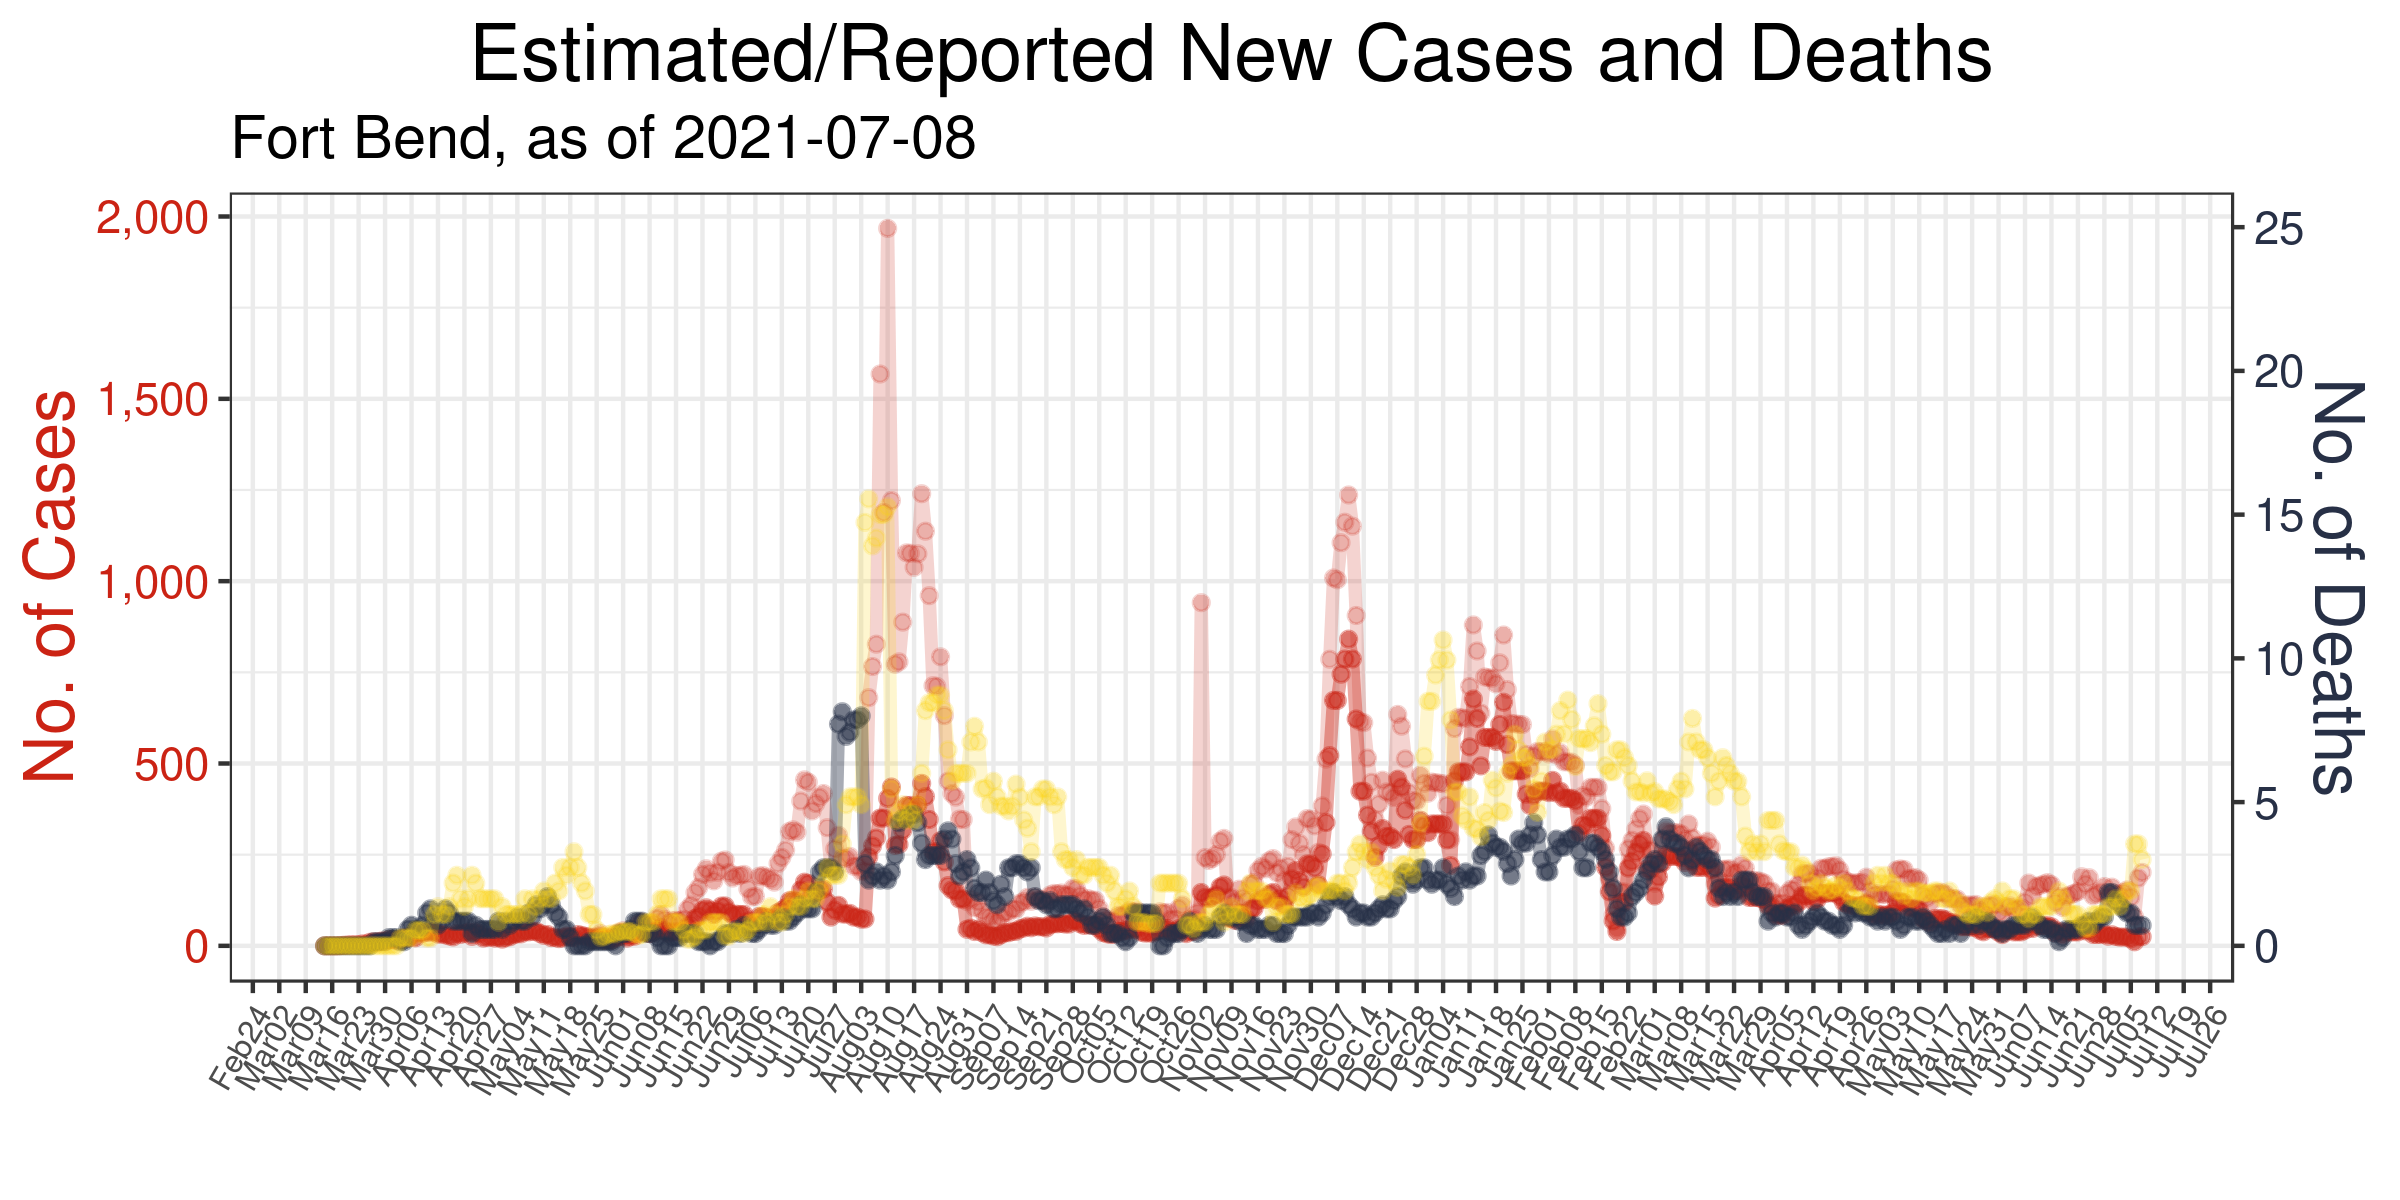 Estimated/Reported New Cases and Deaths
Fort Bend, as of 2021-07-08
No. of Cases
2,000
1,500
1,000
500
0
25
20
15
10
5
0
No. of Deaths
Feb24
Mar02
Mar09
Mar16
Mar23
Mar30
Apr06
Apr13
Apr20
Apr27
May04
May11
May18
May25
Jun01
Jun08
Jun15
Jun22
Jun29
Jul06
Jul13
Jul20
Jul27
Aug03
Aug10
Aug17
Aug24
Aug31
Sep07
Sep14
Sep21
Sep28
Oct05
Oct12
Oct19
Oct26
Nov02
Nov09
Nov16
Nov23
Nov30
Dec07
Dec14
Dec21
Dec28
Jan04
Jan11
Jan18
Jan25
Feb01
Feb08
Feb15
Feb22
Mar01
Mar08
Mar15
Mar22
Mar29
Apr05
Apr12
Apr19
Apr26
May03
May10
May17
May24
May31
Jun07
Jun14
Jun21
Jun28
Jul05
Jul12
Jul19
Jul26